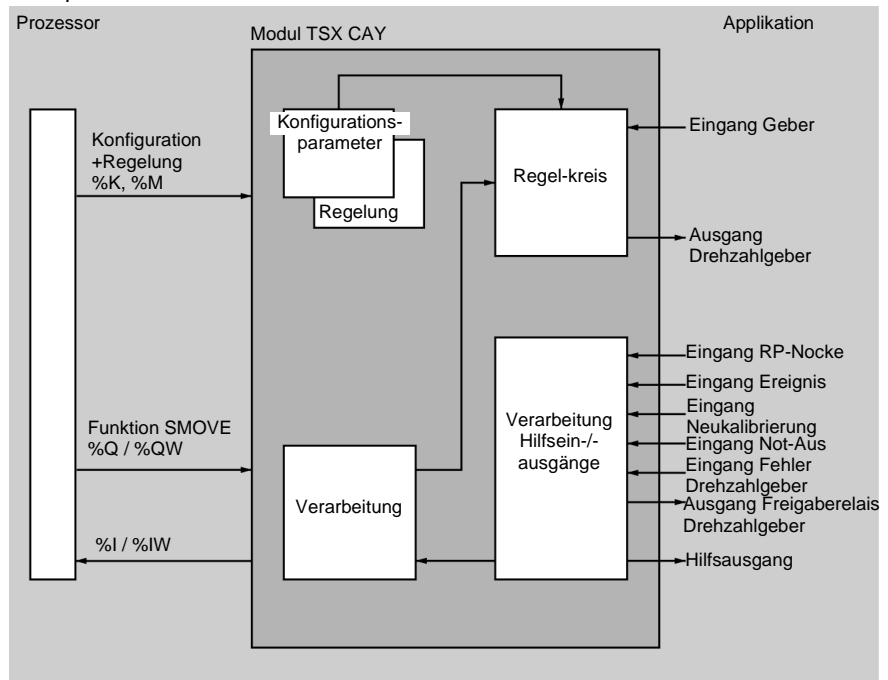 Prozessor
Modul TSX CAY
Applikation
Konfiguration
+Regelung
%K, %M
Konfigurations-
parameter
Regelung
Regel-kreis
Eingang Geber
Ausgang
Drehzahlgeber
Funktion SMOVE
%Q / %QW
%I / %IW
Verarbeitung
Verarbeitung
Hilfsein-/-
ausgänge
Eingang RP-Nocke
Eingang Ereignis
Eingang
Neukalibrierung
Eingang Not-Aus
Eingang Fehler
Drehzahlgeber
Ausgang Freigaberelais
Drehzahlgeber
Hilfsausgang